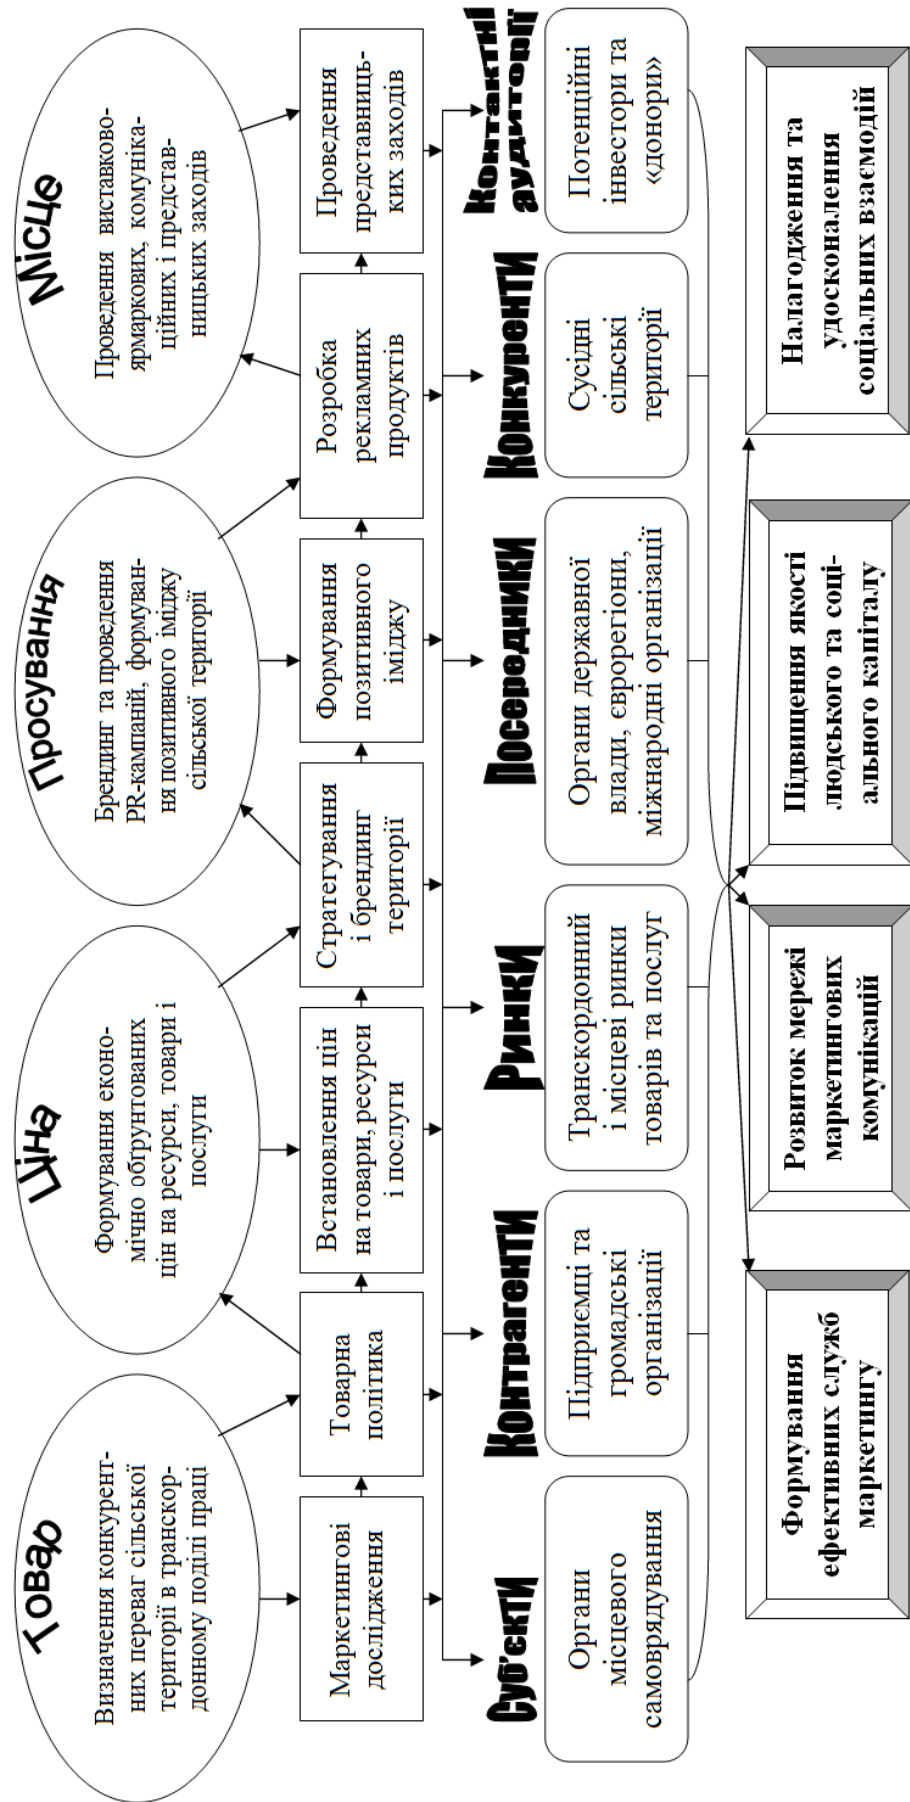 Товар
Визначення конкурент-
них переваг сільської
території в транскор-
донному поділі праці
Ціна
Формування еконо-
мічно обґрунтованих
цін на ресурси, товари і
послуги
Просування
Брендинг та проведення
PR-кампаній, формуван-
ня позитивного іміджу
сільської території
Місце
Проведення виставково-
ярмаркових, комуніка-
ційних і представ-
ницьких заходів
Маркетингові
дослідження
Товарна
політика
Встановлення цін
на товари, ресурси
і послуги
Стратегування
і брендинг
території
Формування
позитивного
іміджу
Розробка
рекламних
продуктів
Проведення
представниць-
ких заходів
Суб'єкти
Контрагенти
Ринки
Посередники
Конкуренти
Контактні
аудиторії
Органи
місцевого
самоврядування
Підприємці та
громадські
організації
Транскордонний
і місцеві ринки
товарів та послуг
Органи державної
влади, єврорегіони,
міжнародні організації
Сусідні
сільські
території
Потенційні
інвестори та
«донори»
Формування
ефективних служб
маркетингу
Розвиток мережі
маркетингових
комунікацій
Підвищення якості
людського та соці-
ального капіталу
Налагодження та
удосконалення
соціальних взаємодій